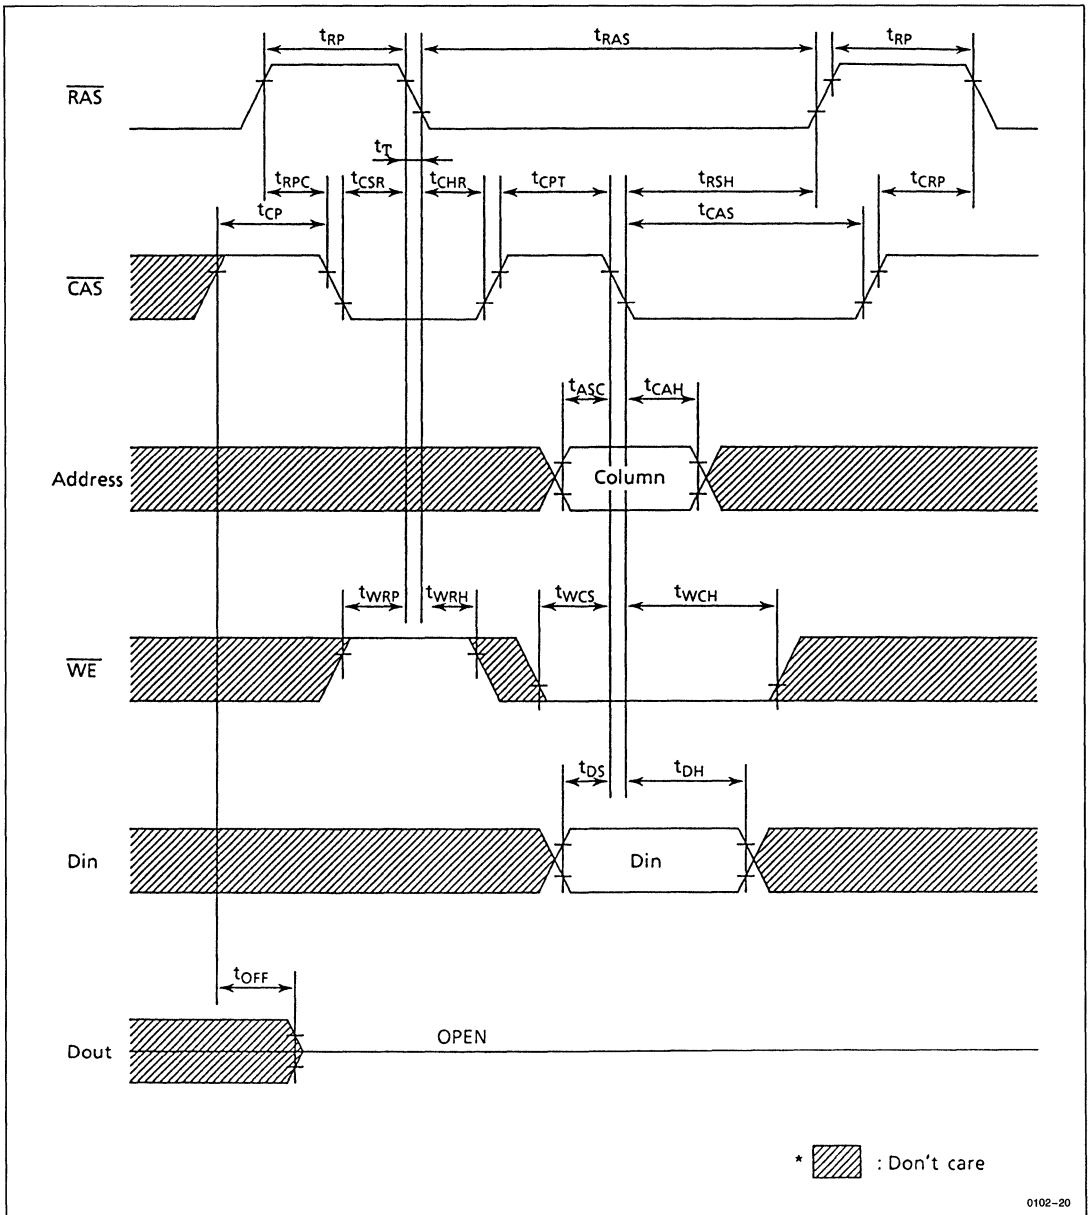 tRP
tRAS
tRP
RAS
tT
tRPC
tCSR
tCHR
tCPT
tRSH
tCRP
tCP
tCAS
CAS
tASC
tCAH
Address
Column
tWRP
tWRH
tWCS
tWCH
WE
tDS
tDH
Din
Din
tOFF
Dout
OPEN
* : Don't care
0102-20